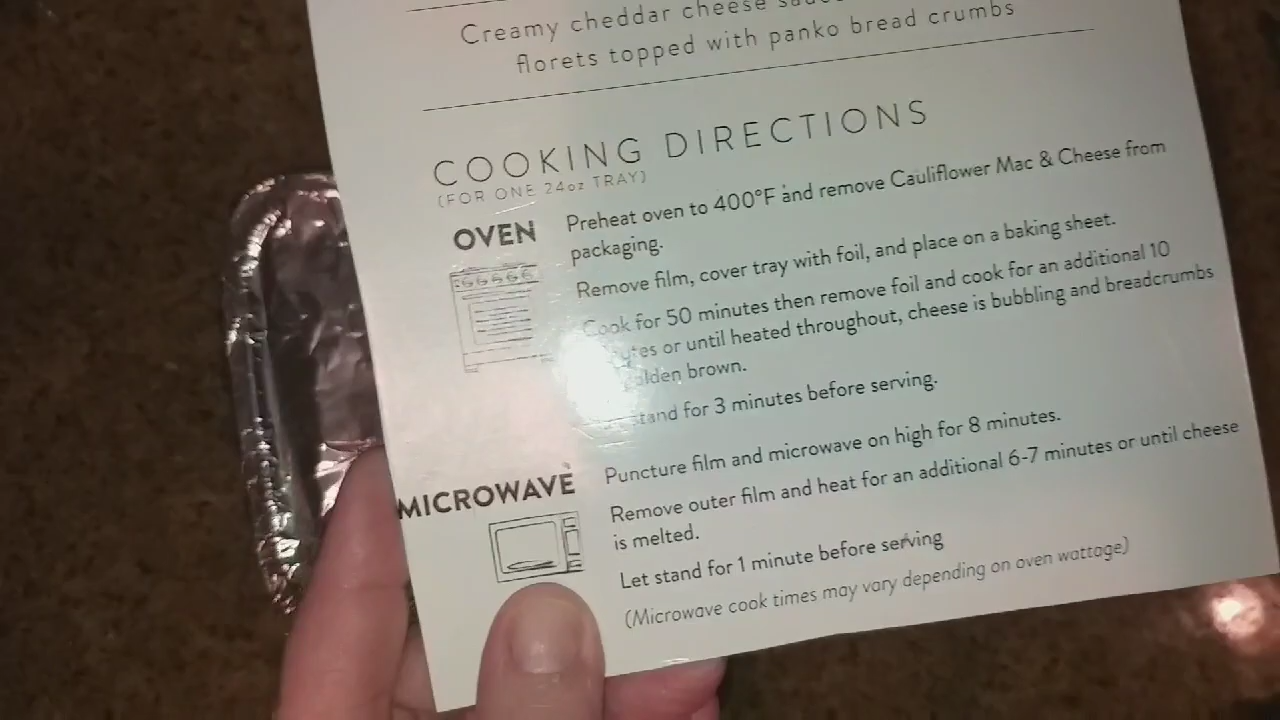 Creamy cheddar cheese
florets topped with panko bread crumbs
COOKING DIRECTIONS
(FOR ONE 24oz TRAY)
OVEN
Preheat oven to 400°F and remove Cauliflower Mac & Cheese from
packaging.
Remove film, cover tray with foil, and place on a baking sheet.
Cook for 50 minutes then remove foil and cook for an additional 10
or until heated throughout, cheese is bubbling and breadcrumbs
brown.
stand for 3 minutes before serving.
MICROWAVE
Puncture film and microwave on high for 8 minutes.
Remove outer film and heat for an additional 6-7 minutes or until cheese
is melted.
Let stand for 1 minute before serving
(Microwave cook times may vary depending on oven wattage)